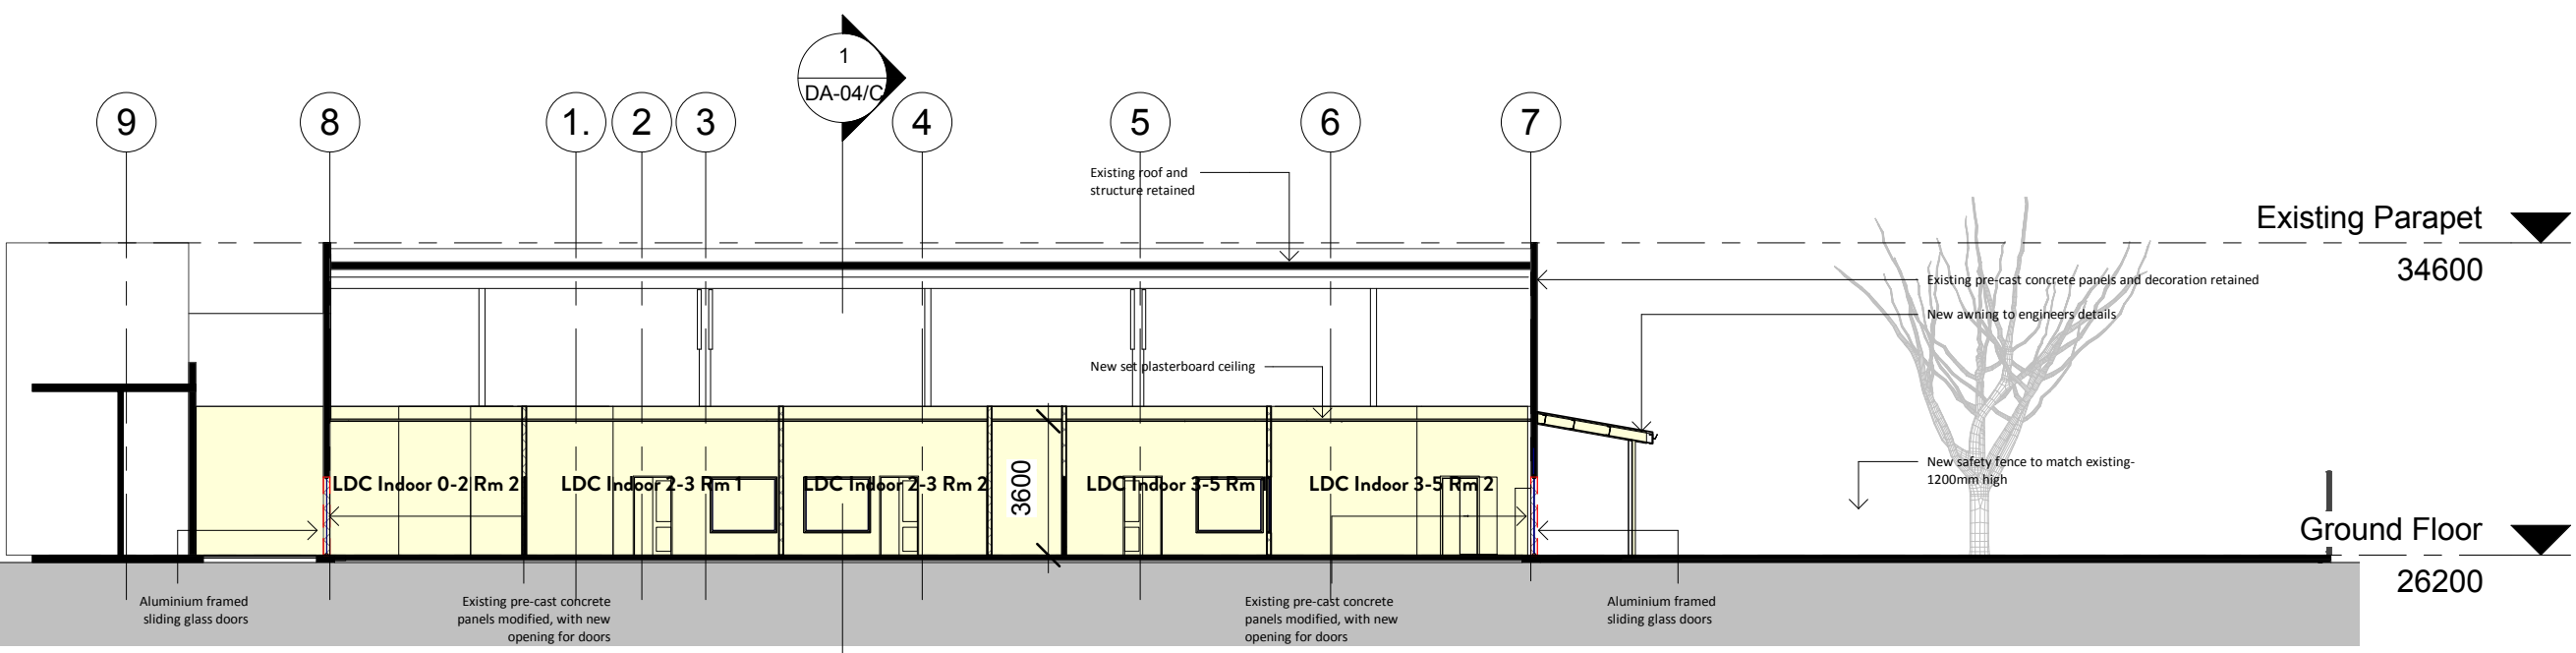 1
DA-04/C
9
8
1.
2
3
4
5
6
7
Existing roof and
structure retained
Existing Parapet
34600
Existing pre-cast concrete panels and decoration retained
New awning to engineers details
New set plasterboard ceiling
New safety fence to match existing-
1200mm high
LDC Indoor 0-2 Rm 2
LDC Indoor 2-3 Rm 1
LDC Indoor 2-3 Rm 2
3600
LDC Indoor 3-5 Rm 1
LDC Indoor 3-5 Rm 2
Ground Floor
26200
Aluminium framed
sliding glass doors
Existing pre-cast concrete
panels modified, with new
opening for doors
Existing pre-cast concrete
panels modified, with new
opening for doors
Aluminium framed
sliding glass doors